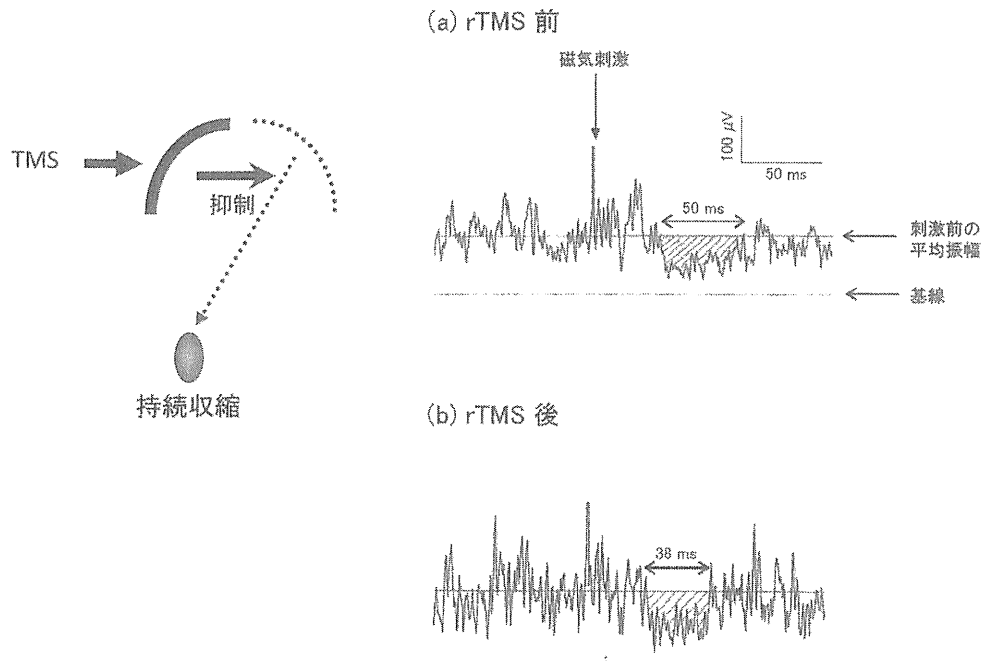 (a) rTMS 前
磁気刺激
TMS
抑制
持続収縮
100 μV
50 ms
50 ms
刺激前の
平均振幅
基線
(b) rTMS 後
38 ms